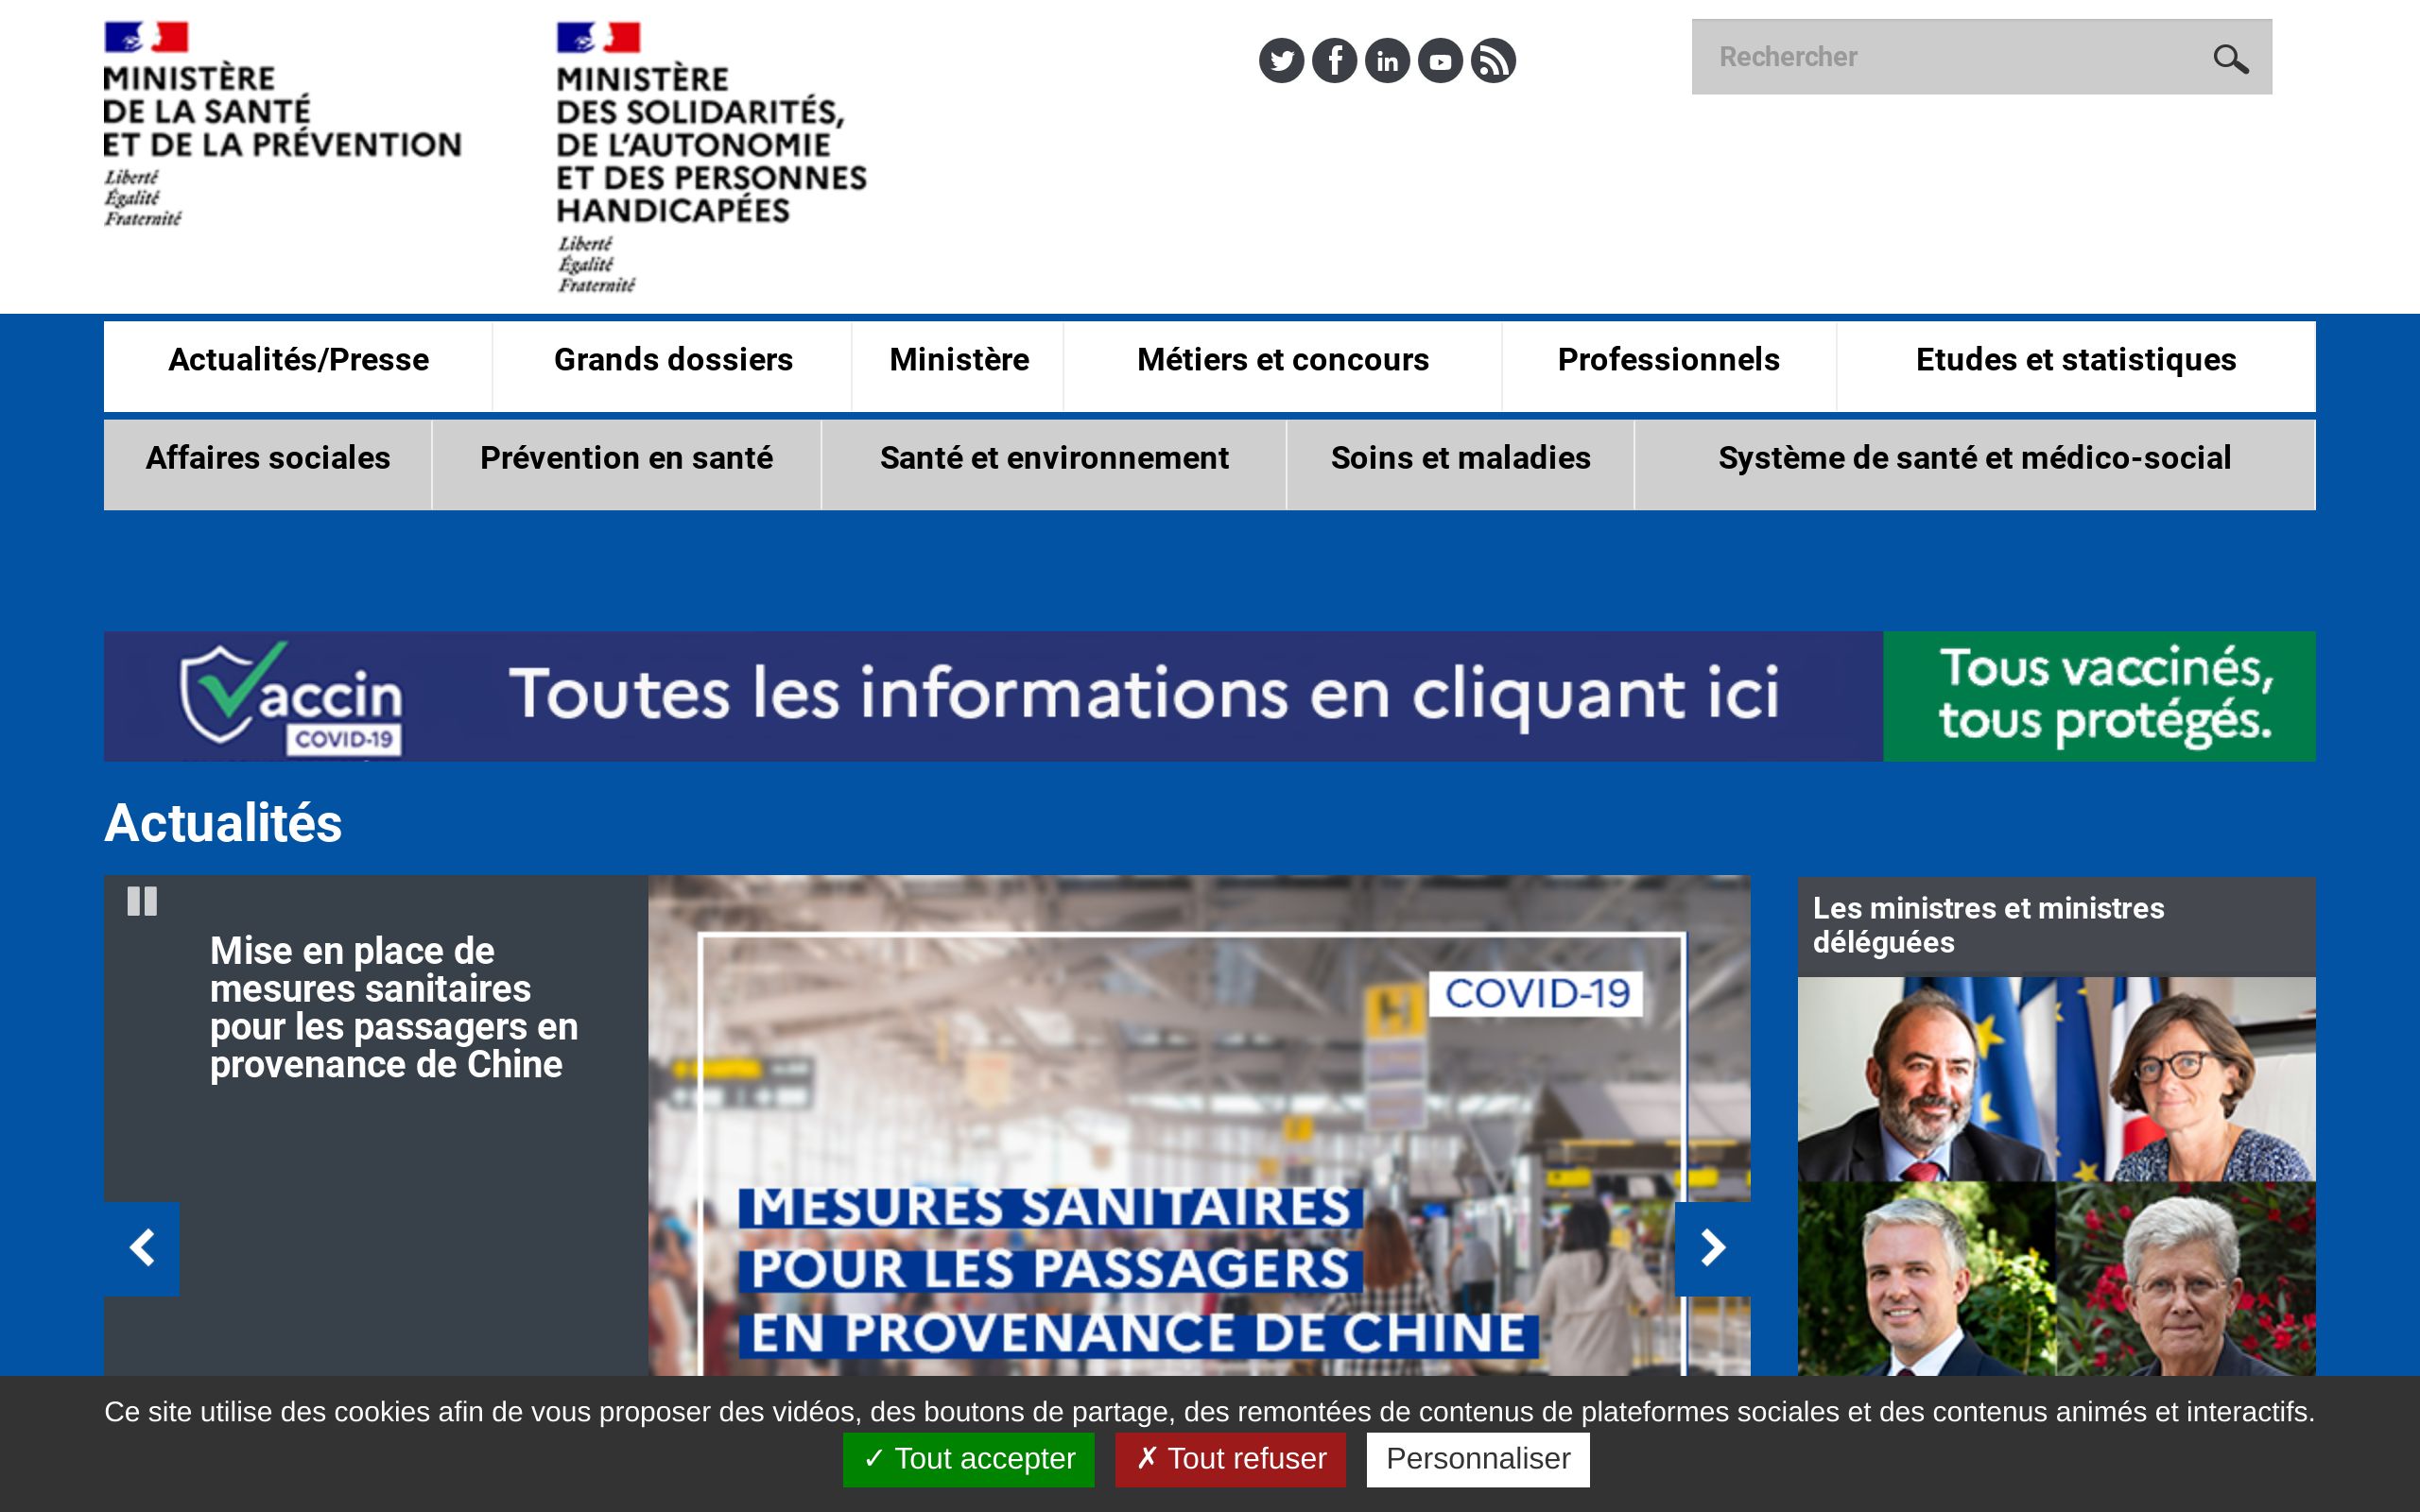 MINISTÈRE
DE LA SANTÉ
ET DE LA PRÉVENTION
Liberté
Égalité
Fraternité
MINISTÈRE
DES SOLIDARITÉS,
DE L'AUTONOMIE
ET DES PERSONNES
HANDICAPÉES
Liberté
Égalité
Fraternité
Rechercher
Actualités/Presse
Grands dossiers
Ministère
Métiers et concours
Professionnels
Etudes et statistiques
Affaires sociales
Prévention en santé
Santé et environnement
Soins et maladies
Système de santé et médico-social
Vaccin
COVID-19
Toutes les informations en cliquant ici
Tous vaccinés,
tous protégés.
Actualités
Mise en place de
mesures sanitaires
pour les passagers en
provenance de Chine
COVID-19
MESURES SANITAIRES
POUR LES PASSAGERS
EN PROVENANCE DE CHINE
Les ministres et ministres
déléguées
Ce site utilise des cookies afin de vous proposer des vidéos, des boutons de partage, des remontées de contenus de plateformes sociales et des contenus animés et interactifs.
✓ Tout accepter
✗ Tout refuser
Personnaliser